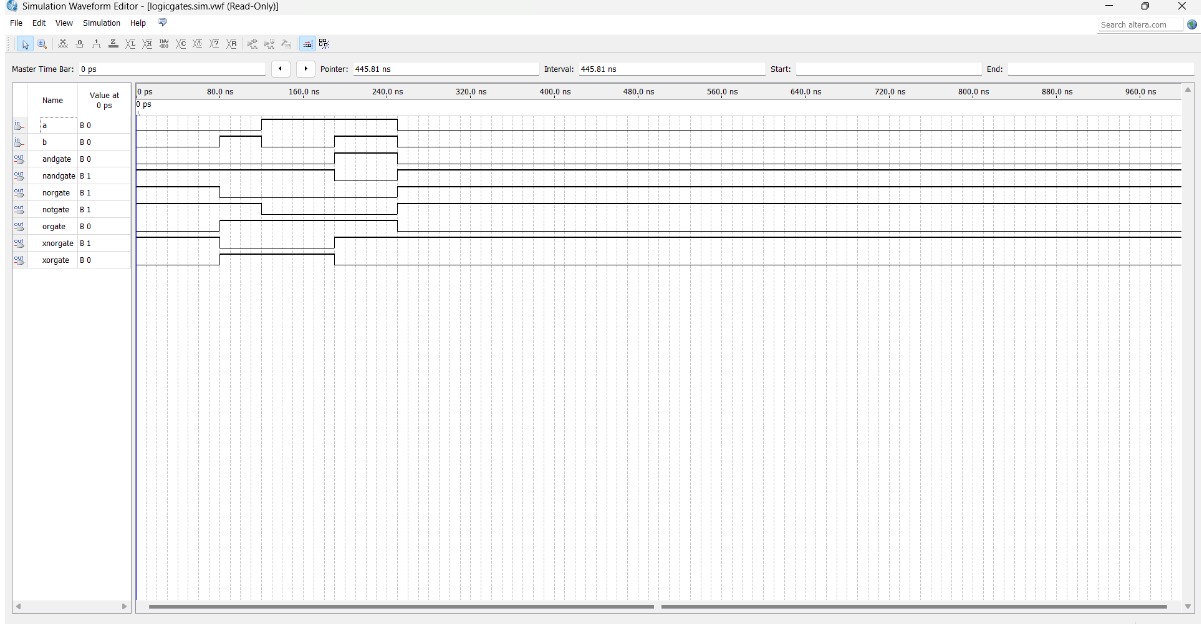 Simulation Waveform Editor - [logicgates.sim.vwf (Read-Only)]
File Edit View Simulation Help
Search altera.com
Master Time Bar: 0 ps Pointer: 445.81 ns Interval: 445.81 ns Start: End:
Name Value at 0 ps
0 ps 80.0 ns 160.0 ns 240.0 ns 320.0 ns 400.0 ns 480.0 ns 560.0 ns 640.0 ns 720.0 ns 800.0 ns 880.0 ns 960.0 ns
0 ps
a B 0
b B 0
andgate B 0
nandgate B 1
norgate B 1
notgate B 1
orgate B 0
xnorgate B 1
xorgate B 0